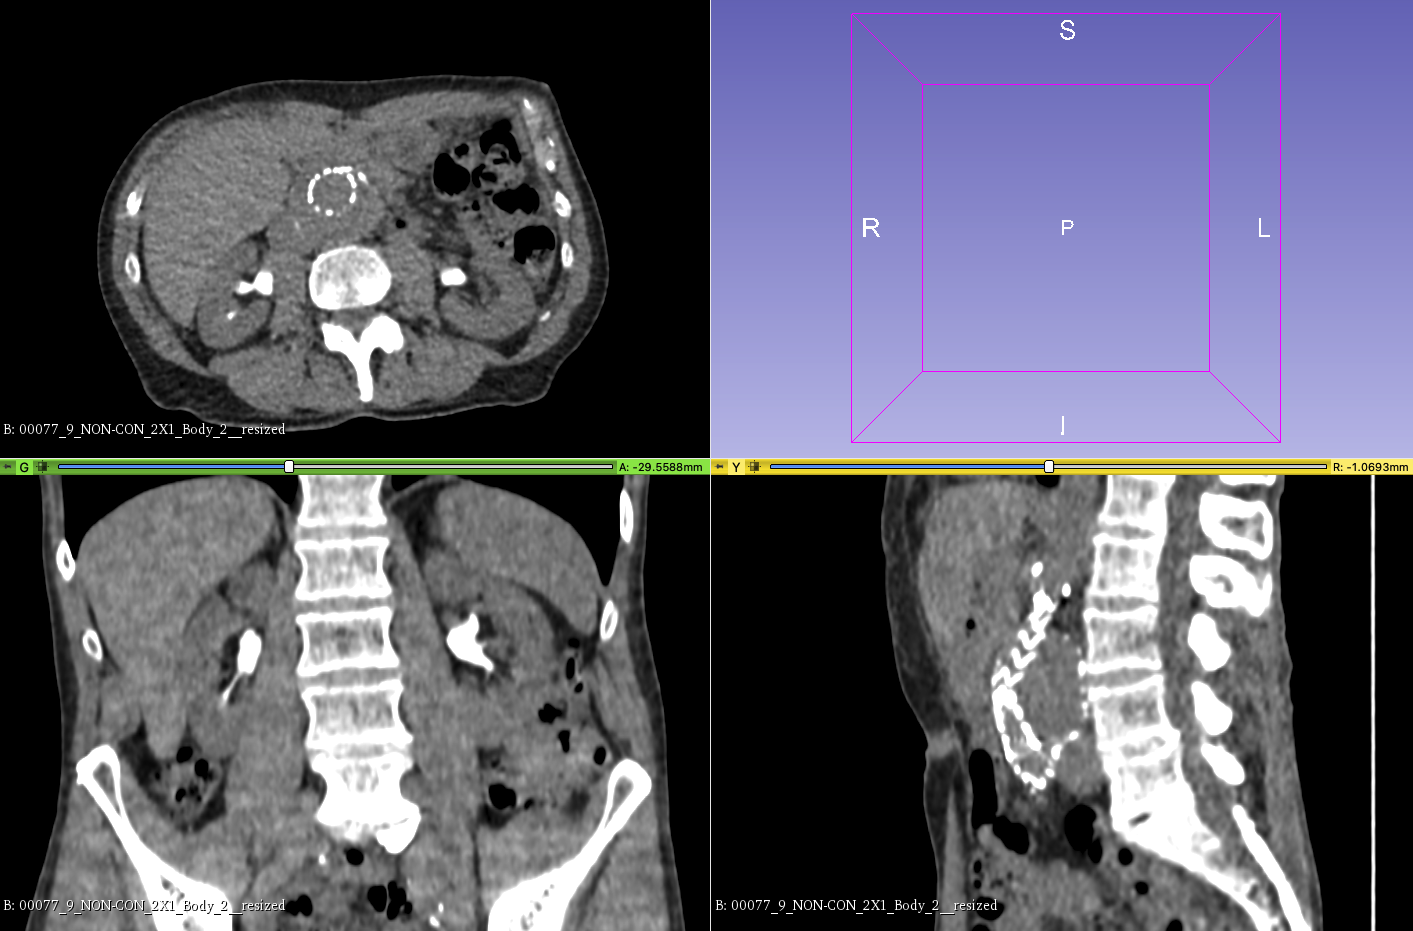 S
R
P
L
I
B: 00077_9_NON-CON_2X1_Body_2__resized
G
A: -29.5588mm
Y
R: -1.0693mm
B: 00077_9_NON-CON_2X1_Body_2__resized
B: 00077_9_NON-CON_2X1_Body_2__resized